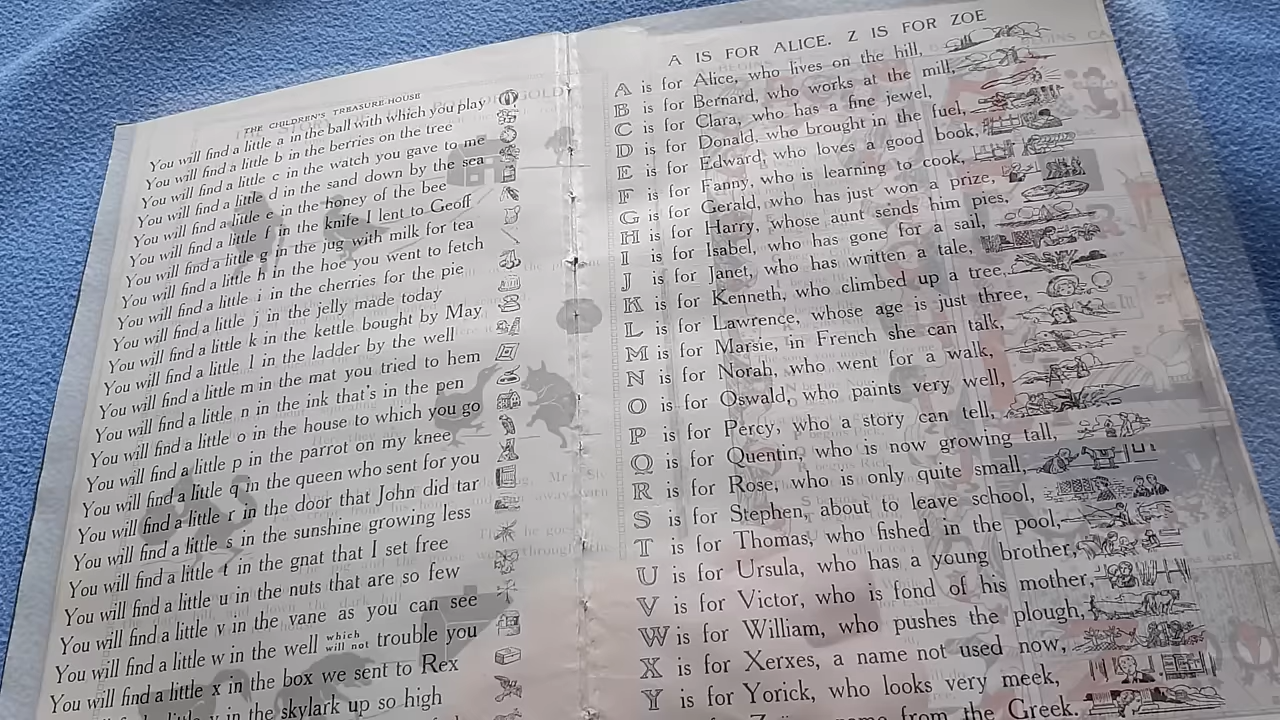 THE CHILDREN'S TREASURE-HOUSE
You will find a little a in the ball with which you play
You will find a little b in the berries on the tree
You will find a little c in the watch you gave to me
You will find a little d in the sand down by the sea
You will find a little e in the honey of the bee
You will find a little f in the knife I lent to Geoff
You will find a little g in the jug with milk for tea
You will find a little h in the hoe you went to fetch
You will find a little i in the cherries for the pie
You will find a little j in the jelly made today
You will find a little k in the kettle bought by May
You will find a little l in the ladder by the well
You will find a little m in the mat you tried to hem
You will find a little n in the ink that's in the pen
You will find a little o in the house to which you go
You will find a little p in the parrot on my knee
You will find a little q in the queen who sent for you
You will find a little r in the door that John did tar
You will find a little s in the sunshine growing less
You will find a little t in the gnat that I set free
You will find a little u in the nuts that are so few
You will find a little v in the vane as you can see
You will find a little w in the well which will not trouble you
You will find a little x in the box we sent to Rex
find a little y in the skylark up so high
A IS FOR ALICE. Z IS FOR ZOE
A is for Alice, who lives on the hill,
B is for Bernard, who works at the mill,
C is for Clara, who has a fine jewel,
D is for Donald, who brought in the fuel,
E is for Edward, who loves a good book,
F is for Fanny, who is learning to cook,
G is for Gerald, who has just won a prize,
H is for Harry, whose aunt sends him pies,
I is for Isabel, who has gone for a sail,
J is for Janet, who has written a tale,
K is for Kenneth, who climbed up a tree,
L is for Lawrence, whose age is just three,
M is for Marsie, in French she can talk,
N is for Norah, who went for a walk,
O is for Oswald, who paints very well,
P is for Percy, who a story can tell,
Q is for Quentin, who is now growing tall,
R is for Rose, who is only quite small,
S is for Stephen, about to leave school,
T is for Thomas, who fished in the pool,
U is for Ursula, who has a young brother,
V is for Victor, who is fond of his mother,
W is for William, who pushes the plough,
X is for Xerxes, a name not used now,
Y is for Yorick, who looks very meek,
from the Greek.